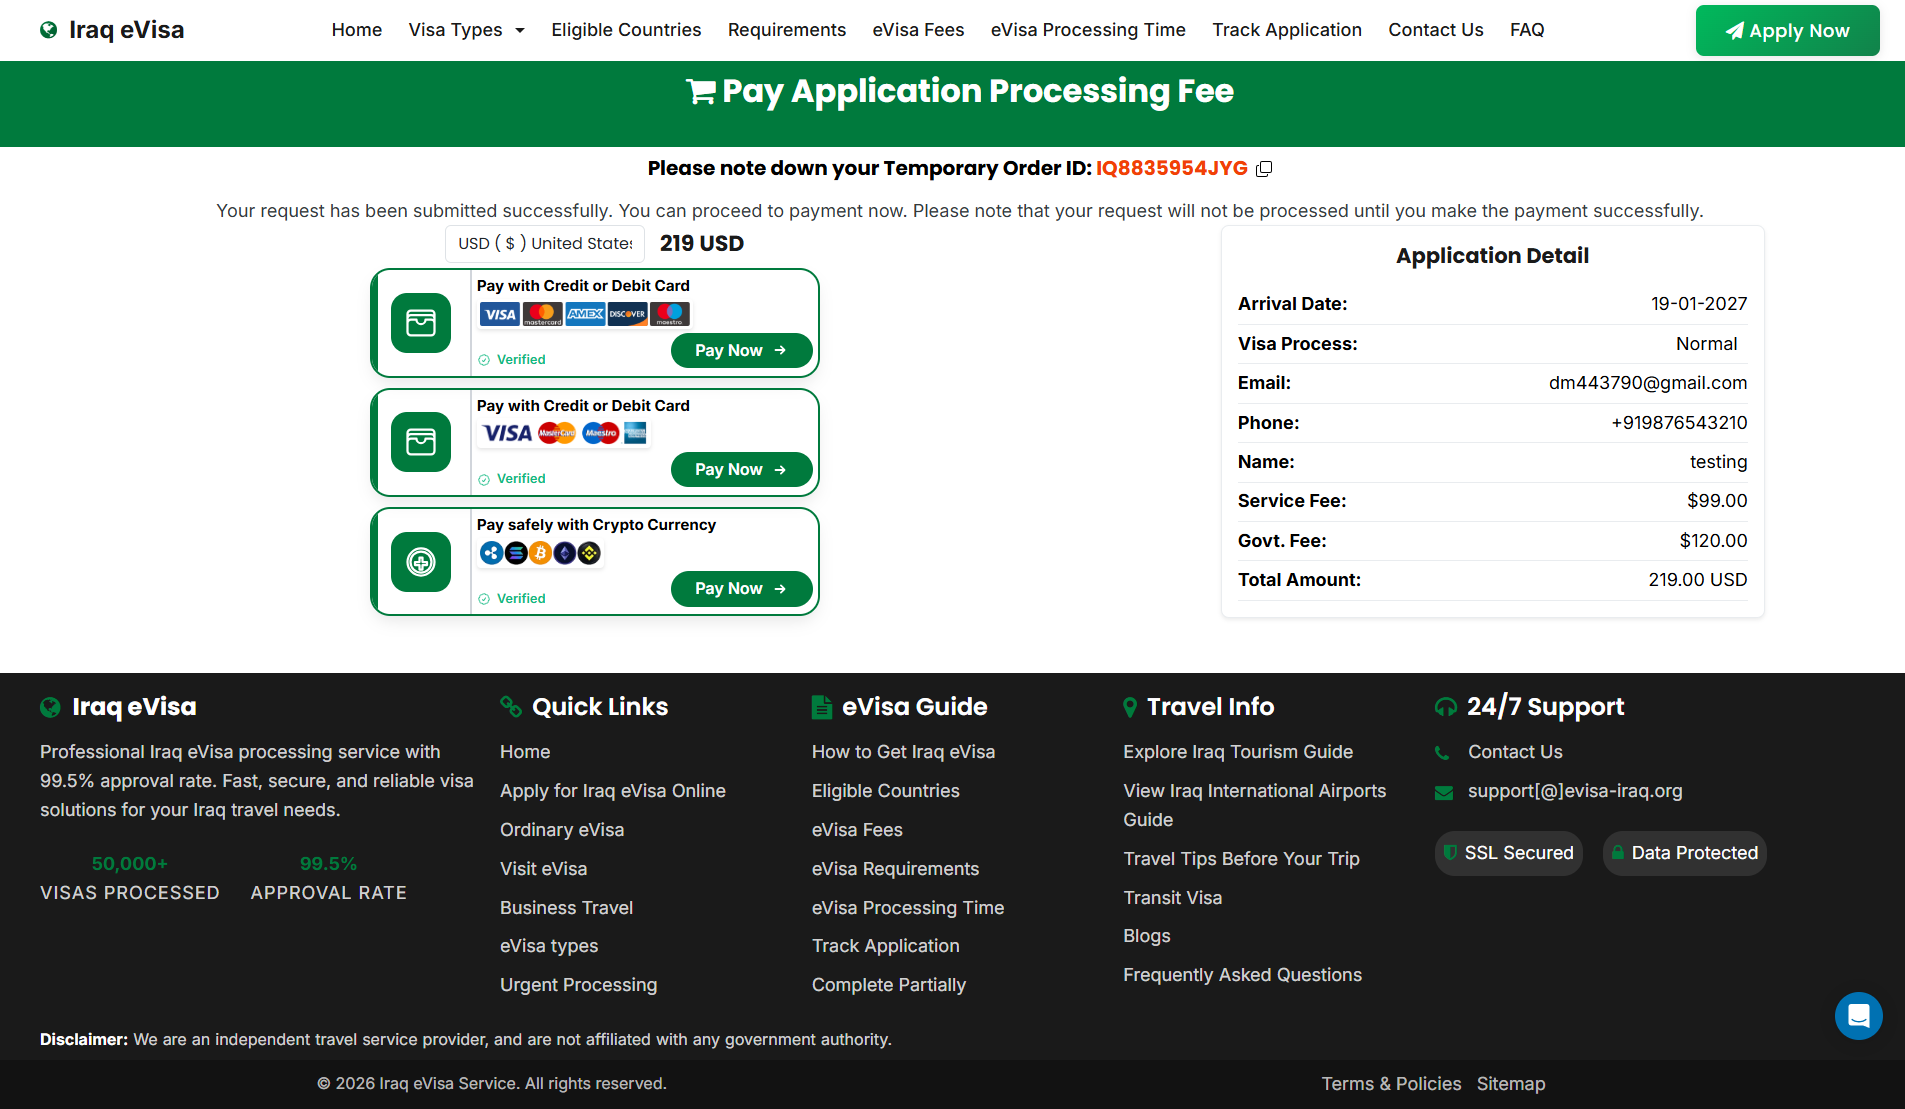 Iraq eVisa
Home
Visa Types
Eligible Countries
Requirements
eVisa Fees
eVisa Processing Time
Track Application
Contact Us
FAQ
Apply Now
Pay Application Processing Fee
Please note down your Temporary Order ID: IQ8835954JYG
Your request has been submitted successfully. You can proceed to payment now. Please note that your request will not be processed until you make the payment successfully.
USD ( $ ) United States
219 USD
Pay with Credit or Debit Card
VISA mastercard AMEX DISCOVER maestro
Verified
Pay Now
Pay with Credit or Debit Card
VISA MasterCard Maestro
Verified
Pay Now
Pay safely with Crypto Currency
Verified
Pay Now
Application Detail
Arrival Date: 19-01-2027
Visa Process: Normal
Email: dm443790@gmail.com
Phone: +919876543210
Name: testing
Service Fee: $99.00
Govt. Fee: $120.00
Total Amount: 219.00 USD
Iraq eVisa
Professional Iraq eVisa processing service with
99.5% approval rate. Fast, secure, and reliable visa
solutions for your Iraq travel needs.
50,000+
VISAS PROCESSED
99.5%
APPROVAL RATE
Quick Links
Home
Apply for Iraq eVisa Online
Ordinary eVisa
Visit eVisa
Business Travel
eVisa types
Urgent Processing
eVisa Guide
How to Get Iraq eVisa
Eligible Countries
eVisa Fees
eVisa Requirements
eVisa Processing Time
Track Application
Complete Partially
Travel Info
Explore Iraq Tourism Guide
View Iraq International Airports
Guide
Travel Tips Before Your Trip
Transit Visa
Blogs
Frequently Asked Questions
24/7 Support
Contact Us
support[@]evisa-iraq.org
SSL Secured
Data Protected
Disclaimer: We are an independent travel service provider, and are not affiliated with any government authority.
© 2026 Iraq eVisa Service. All rights reserved.
Terms & Policies
Sitemap